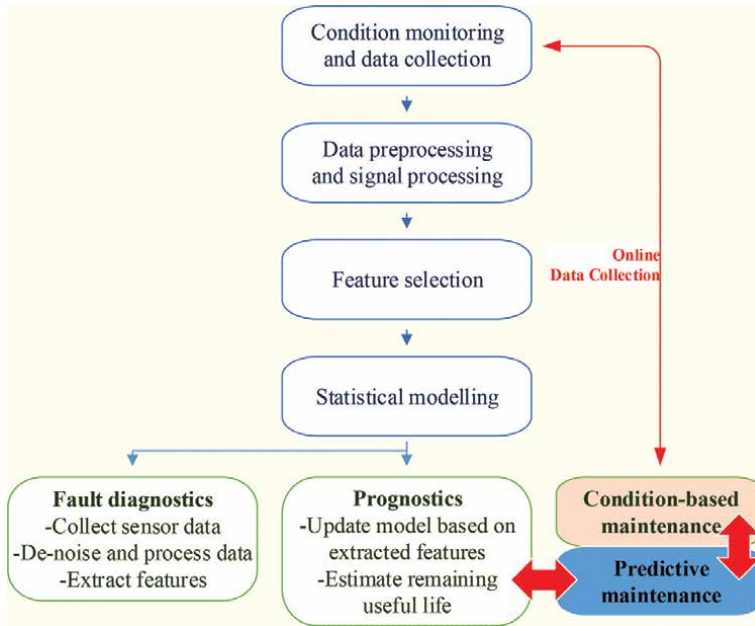 Condition monitoring
and data collection
Data preprocessing
and signal processing
Online
Data Collection
Feature selection
Statistical modelling
Fault diagnostics
-Collect sensor data
-De-noise and process data
-Extract features
Prognostics
-Update model based on
extracted features
-Estimate remaining
useful life
Condition-based
maintenance
Predictive
maintenance